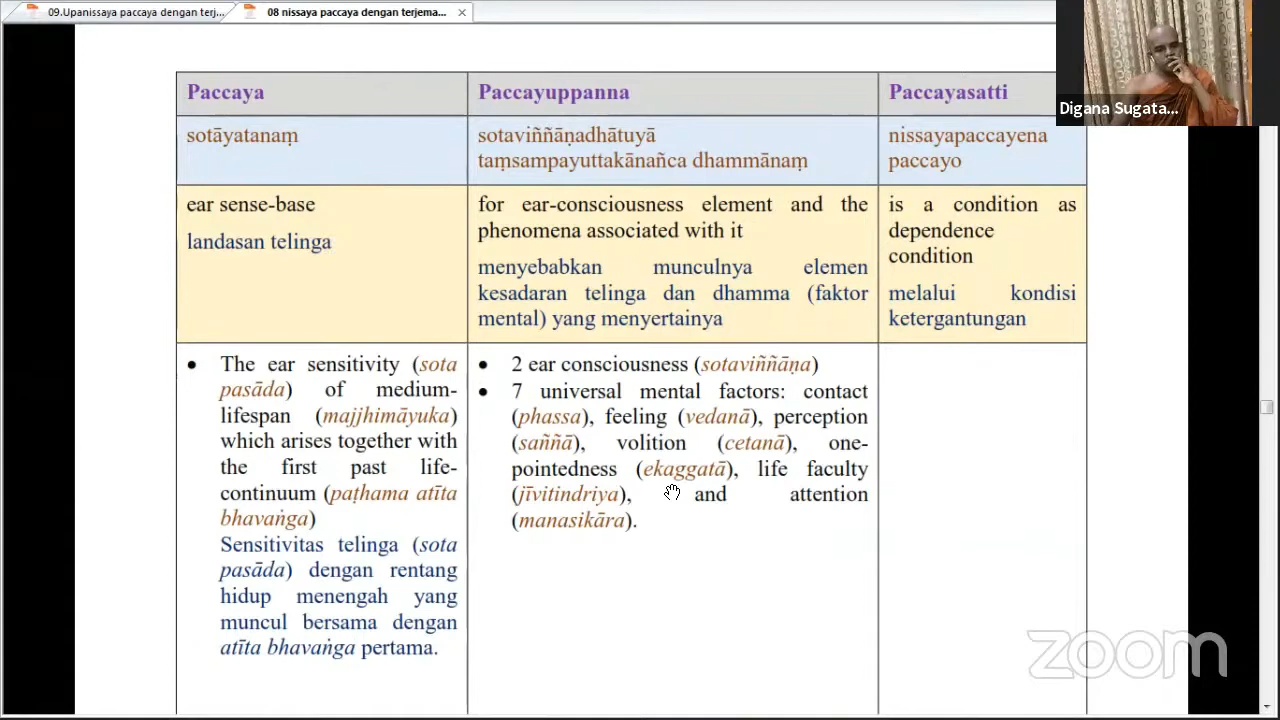 09.Upanissaya paccaya dengan terj...
08 nissaya paccaya dengan terjema...
Digana Sugata...
Paccaya
Paccayuppanna
Paccayasatti
sotāyatanaṃ
sotaviññāṇadhātuyā
taṃsampayuttakānañca dhammānaṃ
nissayapaccayena
paccayo
ear sense-base
landasan telinga
for ear-consciousness element and the
phenomena associated with it
menyebabkan munculnya elemen
kesadaran telinga dan dhamma (faktor
mental) yang menyertainya
is a condition as
dependence
condition
melalui kondisi
ketergantungan
• The ear sensitivity (sota
pasāda) of medium-
lifespan (majjhimāyuka)
which arises together with
the first past life-
continuum (paṭhama atīta
bhavaṅga)
Sensitivitas telinga (sota
pasāda) dengan rentang
hidup menengah yang
muncul bersama dengan
atīta bhavaṅga pertama.
• 2 ear consciousness (sotaviññāṇa)
• 7 universal mental factors: contact
(phassa), feeling (vedanā), perception
(saññā), volition (cetanā), one-
pointedness (ekaggatā), life faculty
(jīvitindriya), and attention
(manasikāra).
zoom